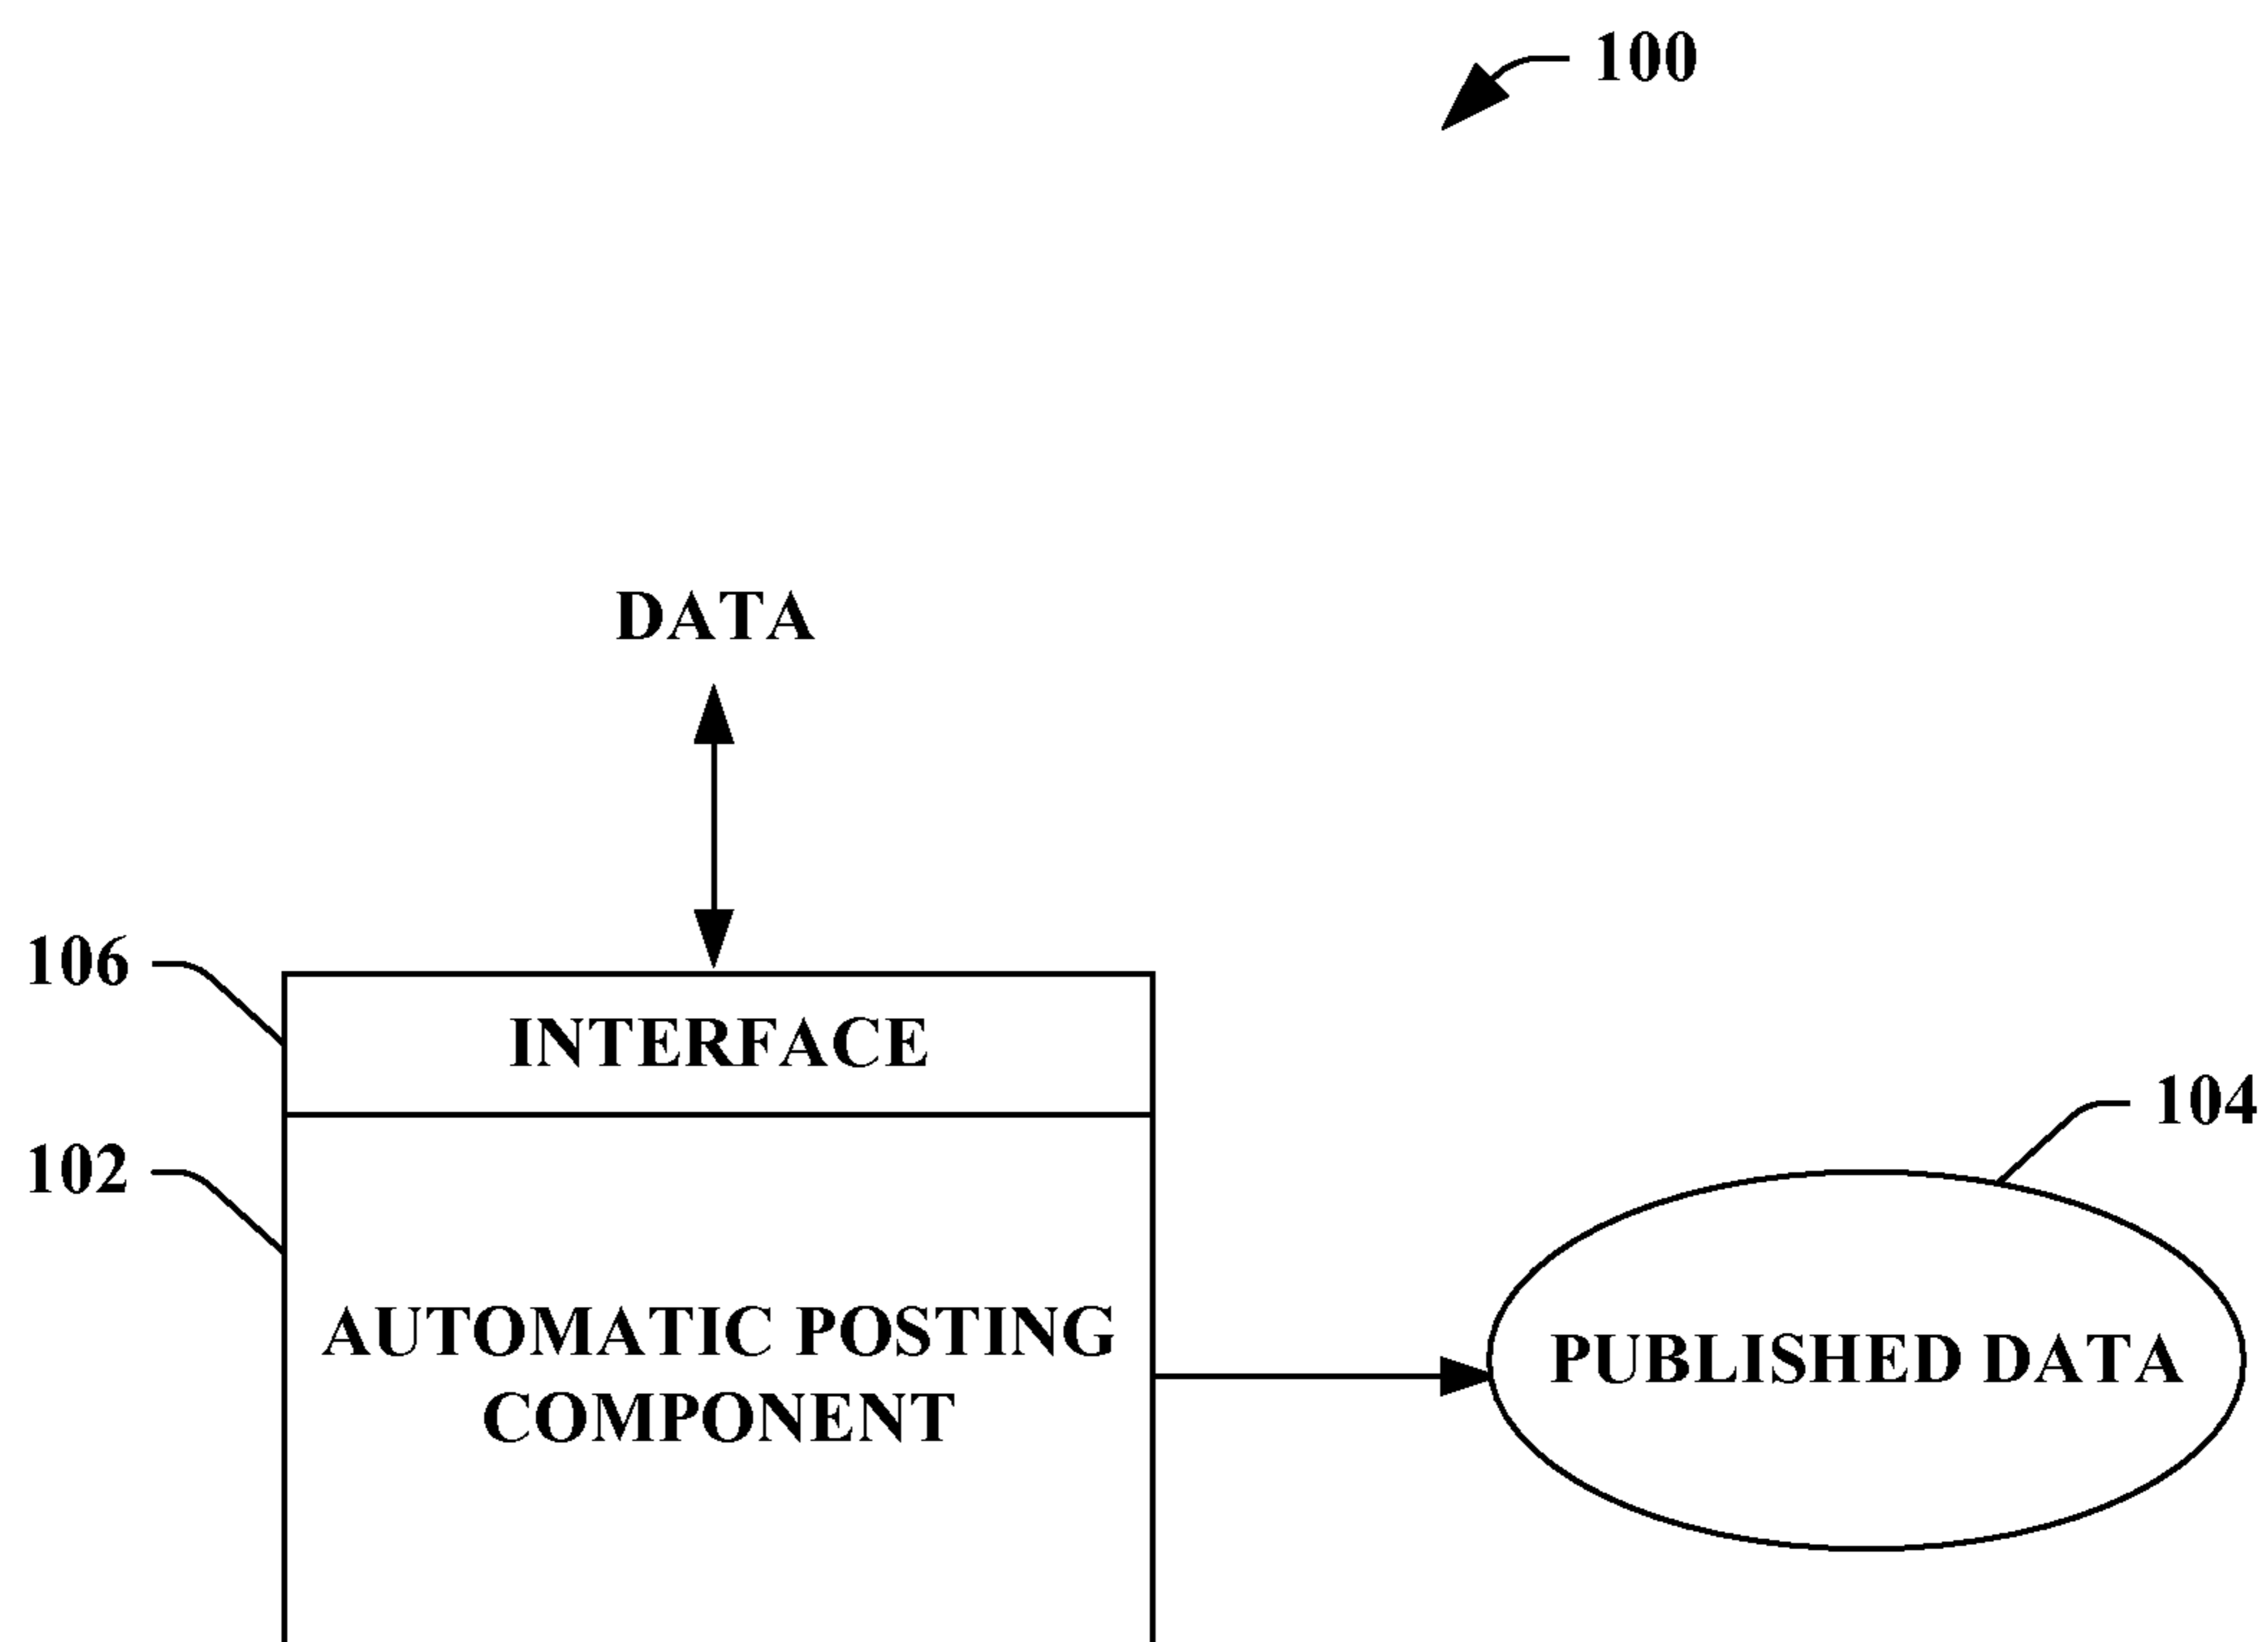 100
DATA
106
INTERFACE
104
102
AUTOMATIC POSTING
COMPONENT
PUBLISHED DATA